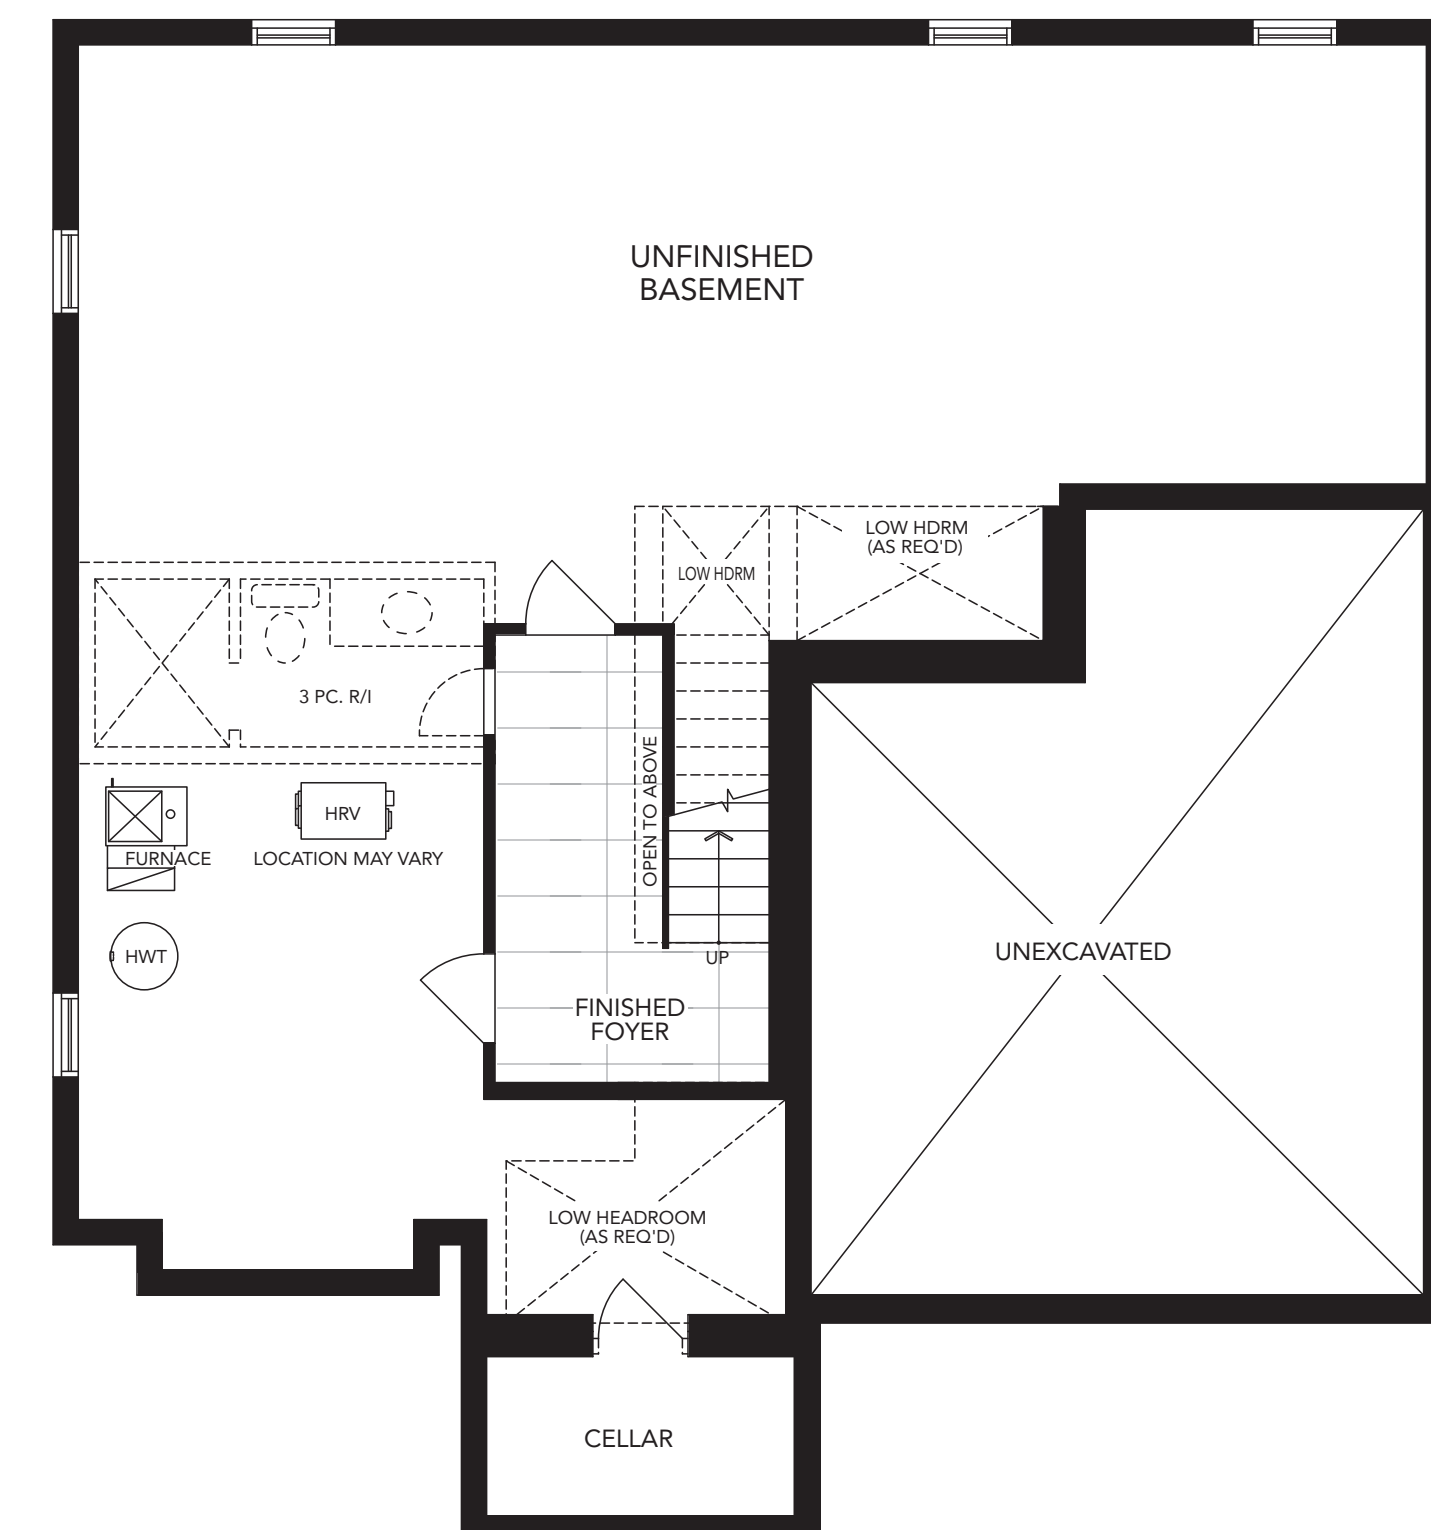 UNFINISHED
BASEMENT
LOW HDRM
(AS REQ'D)
LOW HDRM
3 PC. R/I
OPEN TO ABOVE
HRV
FURNACE
LOCATION MAY VARY
HWT
UP
UNEXCAVATED
FINISHED
FOYER
LOW HEADROOM
(AS REQ'D)
CELLAR